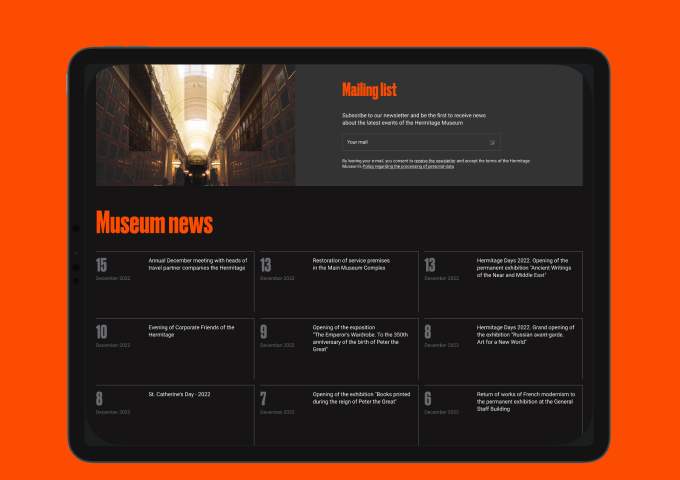 Mailing list
Subscribe to our newsletter and be the first to receive news
about the latest events of the Hermitage Museum
Your mail
By leaving your e-mail, you consent to receive the newsletter and accept the terms of the Hermitage
Museum's Policy regarding the processing of personal data
Museum news
15
December 2022
Annual December meeting with heads of
travel partner companies the Hermitage
13
December 2022
Restoration of service premises
in the Main Museum Complex
13
December 2022
Hermitage Days 2022. Opening of the
permanent exhibition "Ancient Writings
of the Near and Middle East"
10
December 2022
Evening of Corporate Friends of the
Hermitage
9
December 2022
Opening of the exposition
"The Emperor's Wardrobe. To the 350th
anniversary of the birth of Peter the
Great"
8
December 2022
Hermitage Days 2022. Grand opening of
the exhibition "Russian avant-garde.
Art for a New World"
8
December 2022
St. Catherine's Day - 2022
7
December 2022
Opening of the exhibition "Books printed
during the reign of Peter the Great"
6
December 2022
Return of works of French modernism to
the permanent exhibition at the General
Staff Building